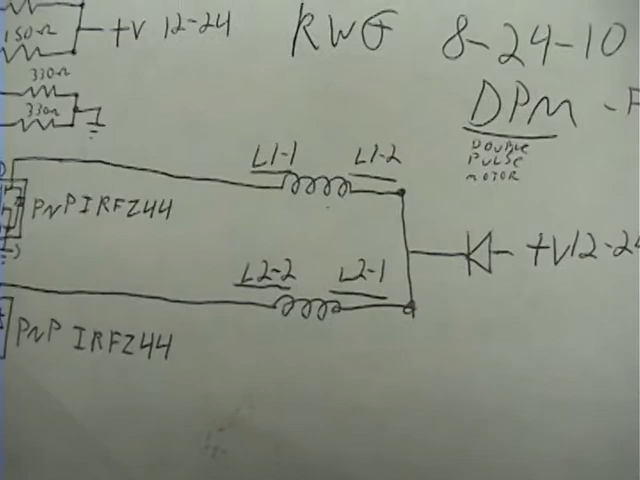 150Ω
+V 12-24
RWG
8-24-10
330Ω
330Ω
DPM -
DOUBLE
PULSE
MOTOR
L1-1
L1-2
PNP IRFZ44
+V12-24
L2-2
L2-1
PNP IRFZ44